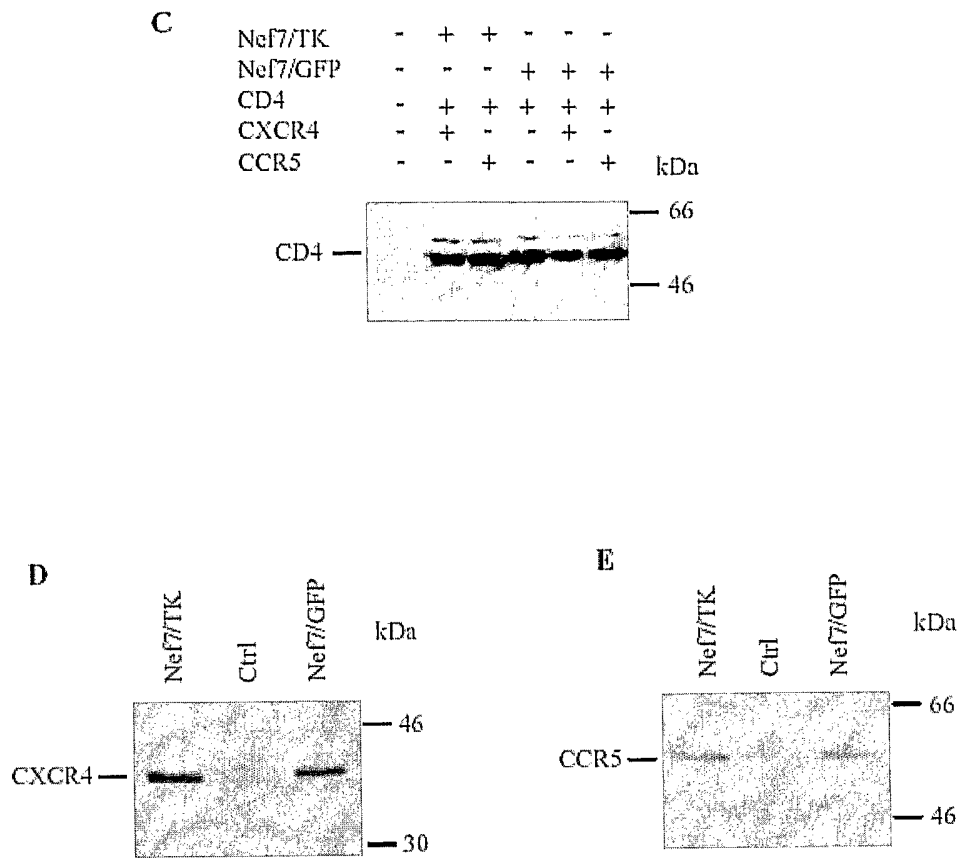 C
Nef7/TK - + + - - -
Nef7/GFP - - - + + +
CD4 - + + + + +
CXCR4 - + - - + -
CCR5 - - + - - + kDa
66
CD4
46
D
E
Nef7/TK Ctrl Nef7/GFP kDa
46
CXCR4
30
Nef7/TK Ctrl Nef7/GFP kDa
66
CCR5
46